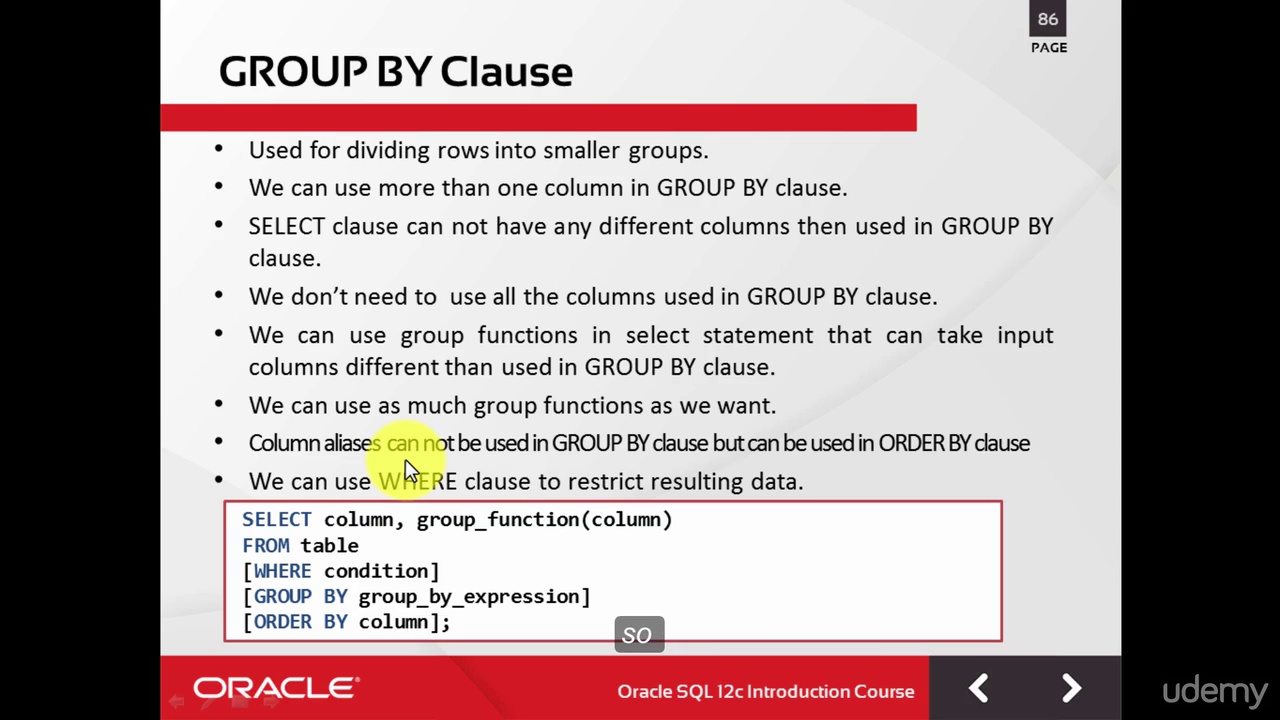 86
PAGE
GROUP BY Clause
• Used for dividing rows into smaller groups.
• We can use more than one column in GROUP BY clause.
• SELECT clause can not have any different columns then used in GROUP BY
clause.
• We don't need to use all the columns used in GROUP BY clause.
• We can use group functions in select statement that can take input
columns different than used in GROUP BY clause.
• We can use as much group functions as we want.
• Column aliases can not be used in GROUP BY clause but can be used in ORDER BY clause
• We can use WHERE clause to restrict resulting data.
SELECT column, group_function(column)
FROM table
[WHERE condition]
[GROUP BY group_by_expression]
[ORDER BY column];
so
ORACLE®
Oracle SQL 12c Introduction Course
udemy